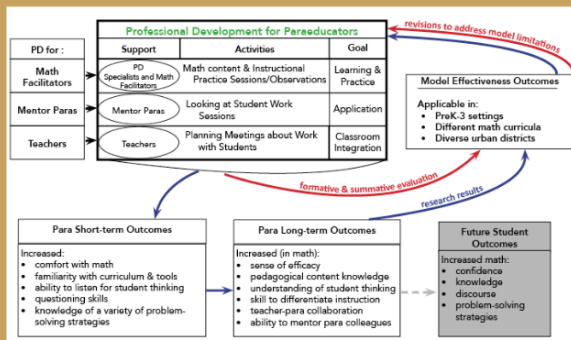 Professional Development for Paraeducators
revisions to address model limitations
PD for :
Support
Activities
Goal
Math
Facilitators
PD
Specialists and Math
Facilitators
Math content & Instructional
Practice Sessions/Observations
Learning &
Practice
Mentor Paras
Mentor Paras
Looking at Student Work
Sessions
Application
Teachers
Teachers
Planning Meetings about Work
with Students
Classroom
Integration
Model Effectiveness Outcomes
Applicable in:
• PreK-3 settings
• Different math curricula
• Diverse urban districts
formative & summative evaluation
research results
Para Short-term Outcomes
Increased:
• comfort with math
• familiarity with curriculum & tools
• ability to listen for student thinking
• questioning skills
• knowledge of a variety of problem-
solving strategies
Para Long-term Outcomes
Increased (in math):
• sense of efficacy
• pedagogical content knowledge
• understanding of student thinking
• skill to differentiate instruction
• teacher-para collaboration
• ability to mentor para colleagues
Future Student
Outcomes
Increased math:
• confidence
• knowledge
• discourse
• problem-solving
strategies